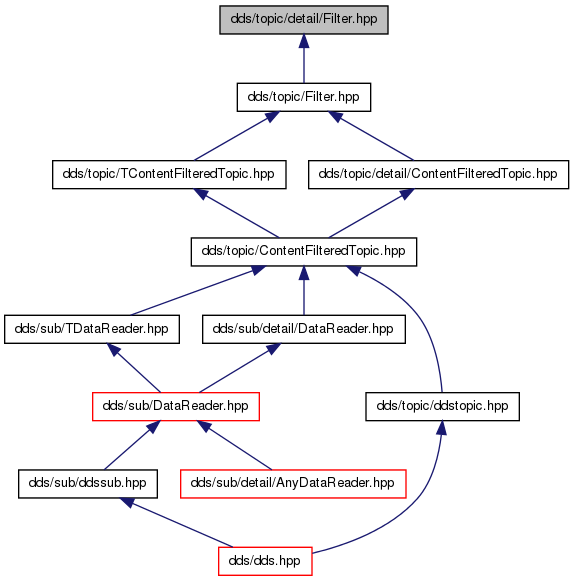 dds/topic/detail/Filter.hpp
dds/topic/Filter.hpp
dds/topic/TContentFilteredTopic.hpp
dds/topic/detail/ContentFilteredTopic.hpp
dds/topic/ContentFilteredTopic.hpp
dds/sub/TDataReader.hpp
dds/sub/detail/DataReader.hpp
dds/sub/DataReader.hpp
dds/topic/ddstopic.hpp
dds/sub/ddssub.hpp
dds/sub/detail/AnyDataReader.hpp
dds/dds.hpp